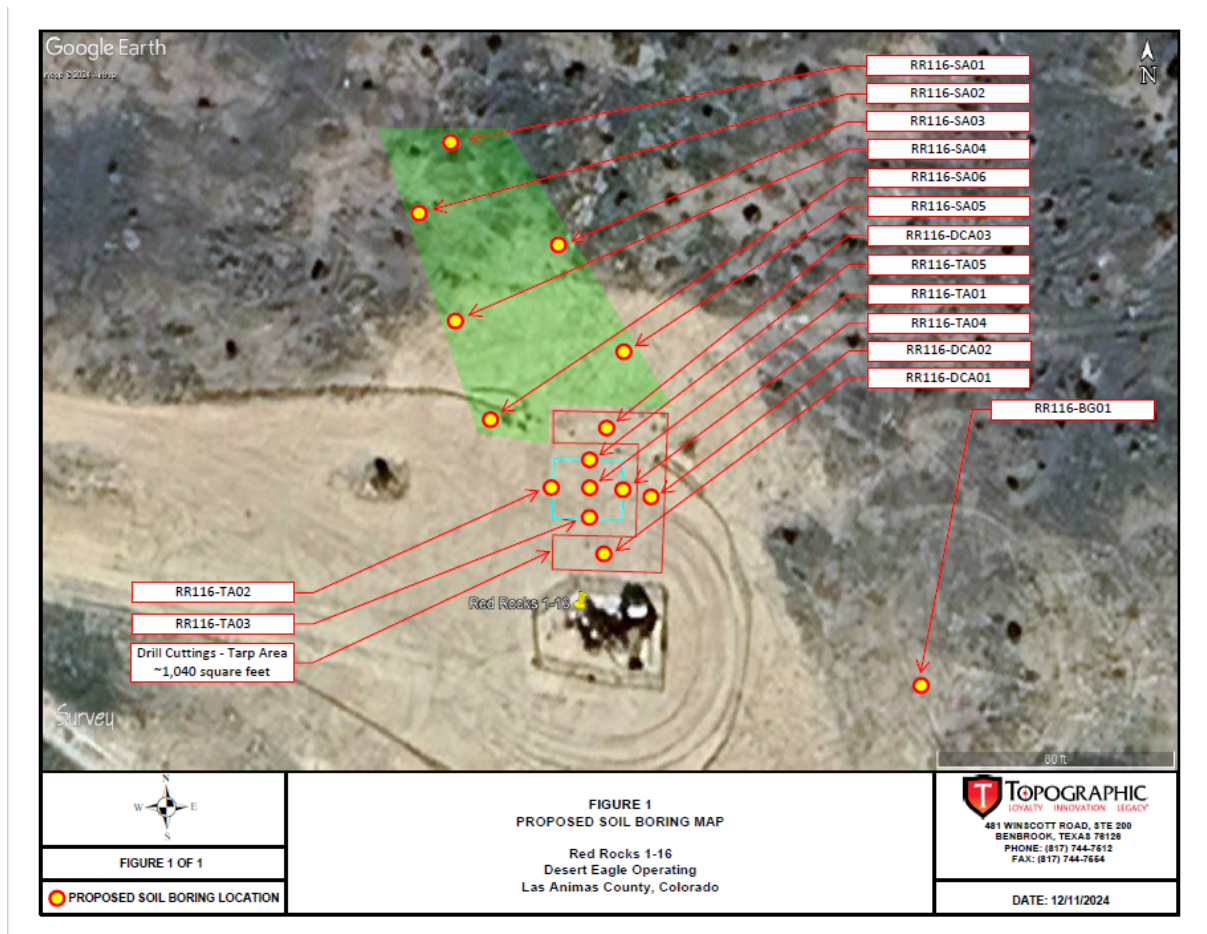 Google Earth
N
RR116-SA01
RR116-SA02
RR116-SA03
RR116-SA04
RR116-SA06
RR116-SA05
RR116-DCA03
RR116-TA05
RR116-TA01
RR116-TA04
RR116-DCA02
RR116-DCA01
RR116-BG01
RR116-TA02
RR116-TA03
Drill Cuttings - Tarp Area
~1,040 square feet
Red Rocks 1-16
Survey
80 ft
N
W E
S
FIGURE 1 OF 1
PROPOSED SOIL BORING LOCATION
FIGURE 1
PROPOSED SOIL BORING MAP
Red Rocks 1-16
Desert Eagle Operating
Las Animas County, Colorado
T TOPOGRAPHIC
LOYALTY INNOVATION LEGACY
481 WINSCOTT ROAD, STE 200
BENBROOK, TEXAS 76126
PHONE: (817) 744-7512
FAX: (817) 744-7554
DATE: 12/11/2024